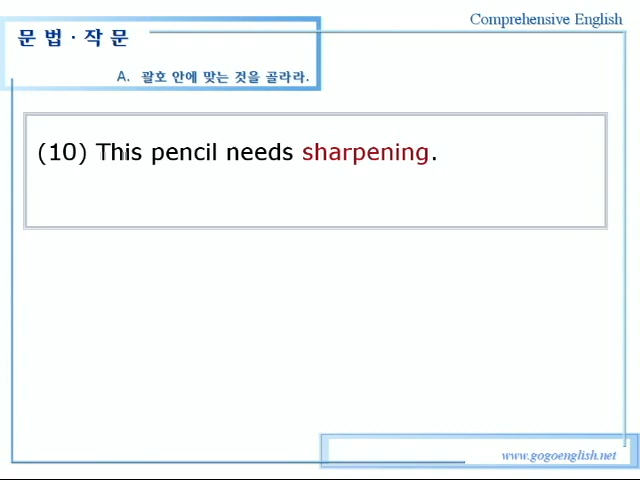 Comprehensive English
문 법 · 작 문
A. 괄호 안에 맞는 것을 골라라.
(10) This pencil needs sharpening.
www.gogoenglish.net